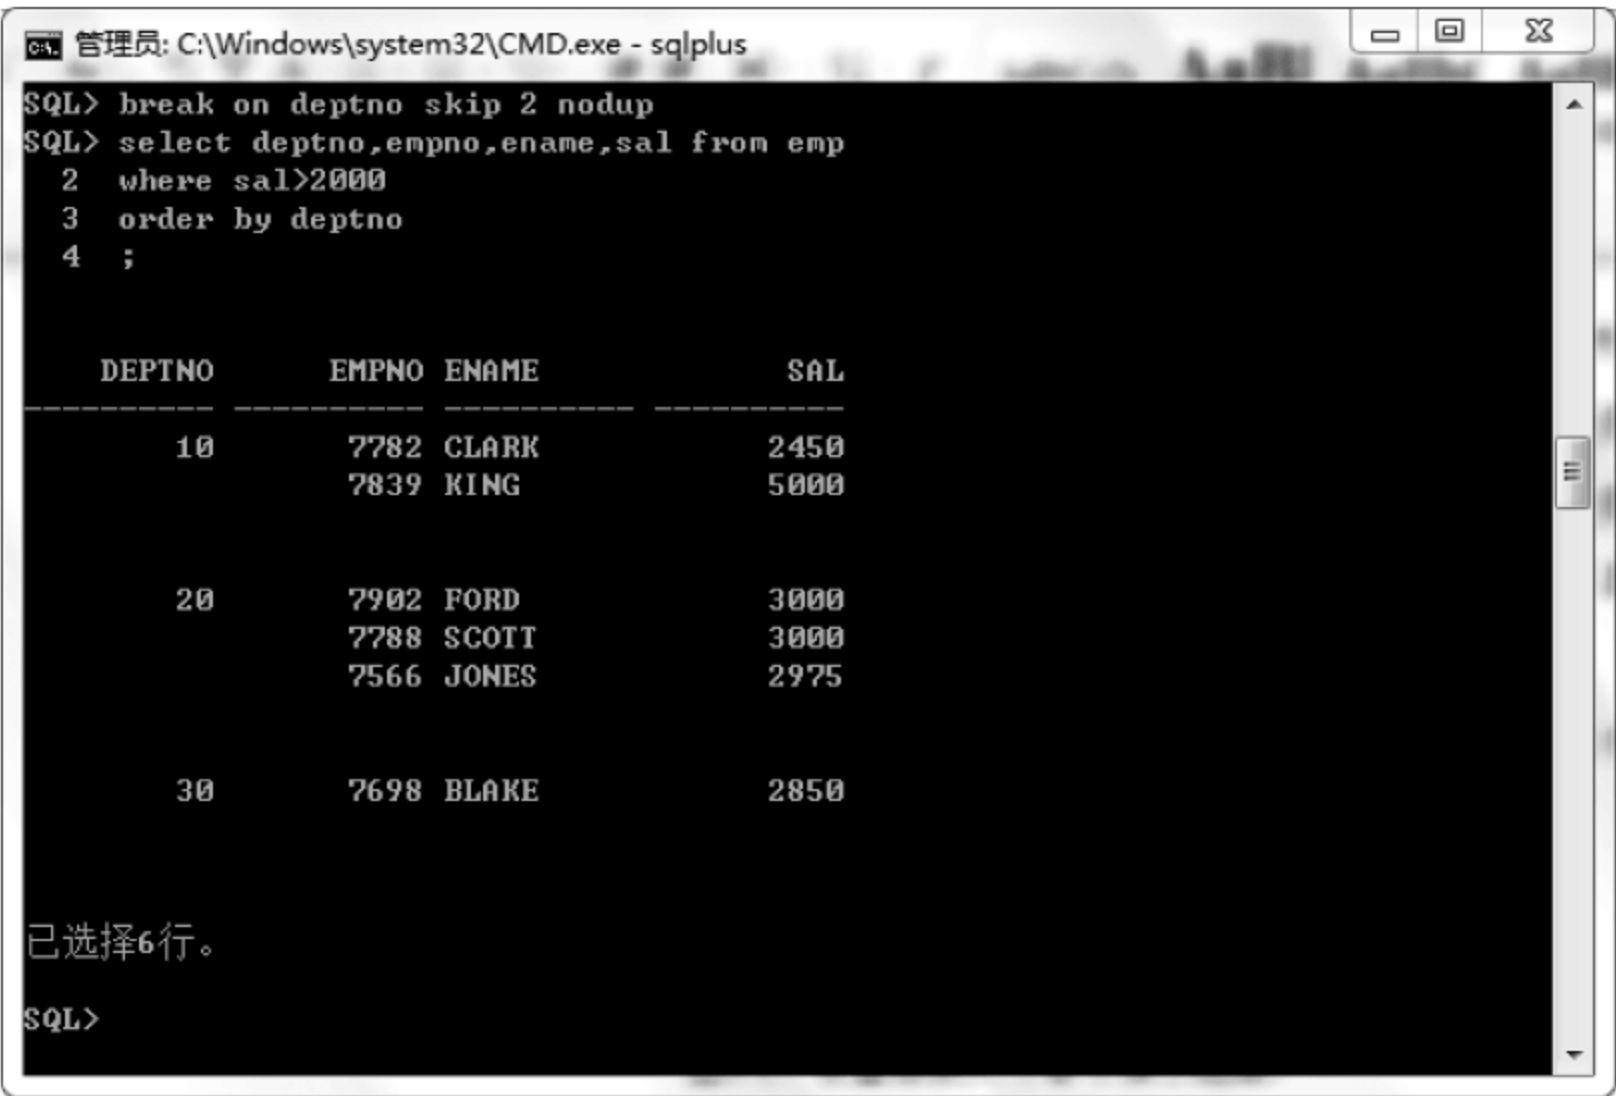 管理员: C:\Windows\system32\CMD.exe - sqlplus
SQL> break on deptno skip 2 nodup
SQL> select deptno,empno,ename,sal from emp
2 where sal>2000
3 order by deptno
4 ;
DEPTNO EMPNO ENAME SAL
---------- ---------- ---------- ----------
10 7782 CLARK 2450
7839 KING 5000
20 7902 FORD 3000
7788 SCOTT 3000
7566 JONES 2975
30 7698 BLAKE 2850
已选择6行。
SQL>